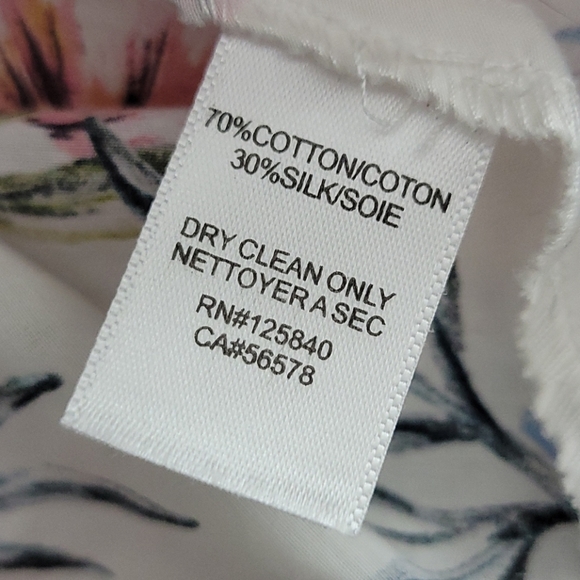 70%COTTON/COTON
30%SILK/SOIE
DRY CLEAN ONLY
NETTOYER A SEC
RN#125840
CA#56578